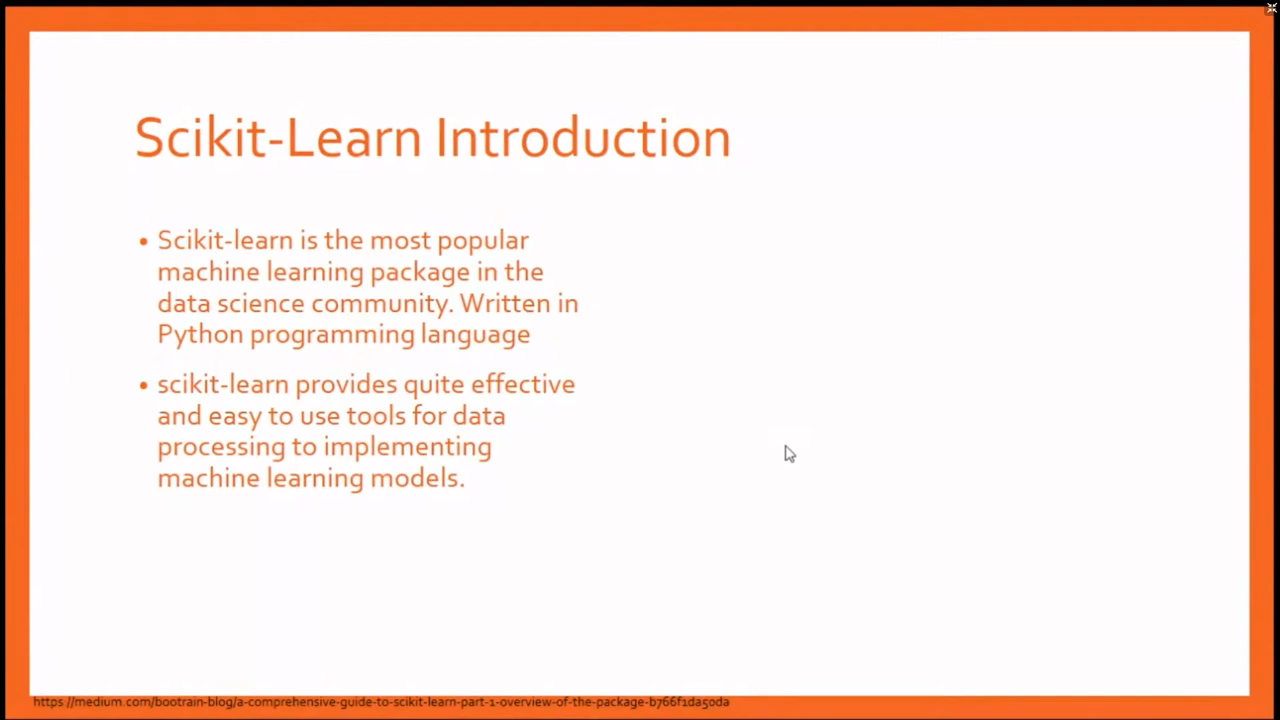 Scikit-Learn Introduction
• Scikit-learn is the most popular
machine learning package in the
data science community. Written in
Python programming language
• scikit-learn provides quite effective
and easy to use tools for data
processing to implementing
machine learning models.
https://medium.com/bootrain-blog/a-comprehensive-guide-to-scikit-learn-part-1-overview-of-the-package-b766f1da50da